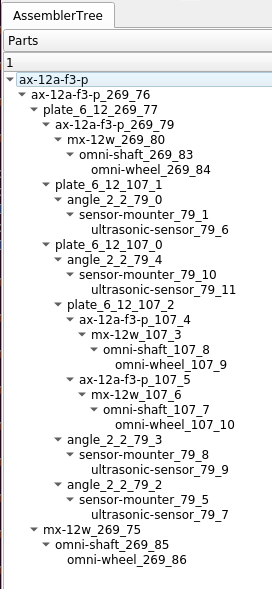 AssemblerTree
Parts
1
ax-12a-f3-p
ax-12a-f3-p_269_76
plate_6_12_269_77
ax-12a-f3-p_269_79
mx-12w_269_80
omni-shaft_269_83
omni-wheel_269_84
plate_6_12_107_1
angle_2_2_79_0
sensor-mounter_79_1
ultrasonic-sensor_79_6
plate_6_12_107_0
angle_2_2_79_4
sensor-mounter_79_10
ultrasonic-sensor_79_11
plate_6_12_107_2
ax-12a-f3-p_107_4
mx-12w_107_3
omni-shaft_107_8
omni-wheel_107_9
ax-12a-f3-p_107_5
mx-12w_107_6
omni-shaft_107_7
omni-wheel_107_10
angle_2_2_79_3
sensor-mounter_79_8
ultrasonic-sensor_79_9
angle_2_2_79_2
sensor-mounter_79_5
ultrasonic-sensor_79_7
mx-12w_269_75
omni-shaft_269_85
omni-wheel_269_86